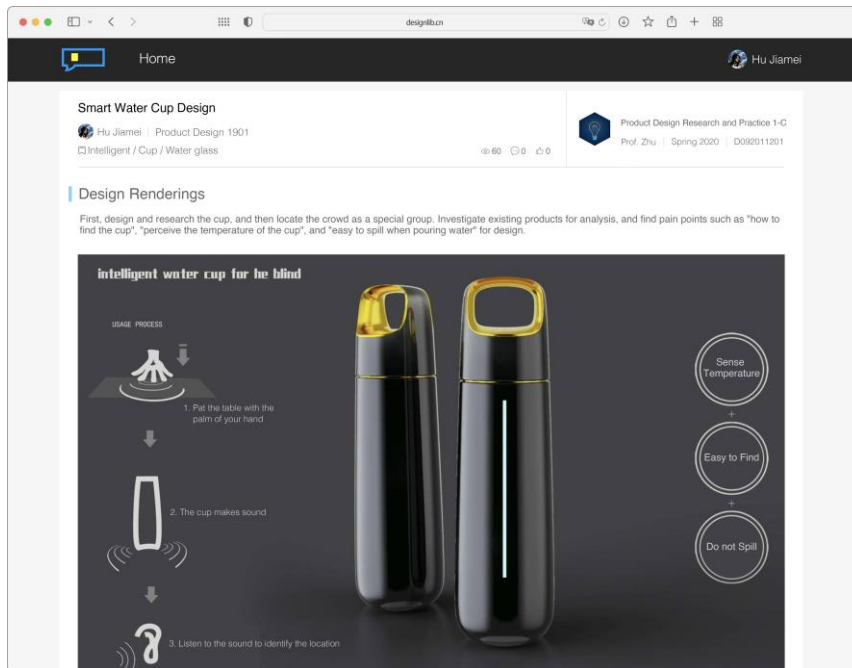 designlib.cn
Home
Hu Jiamei
Smart Water Cup Design
Hu Jiamei | Product Design 1901
Intelligent / Cup / Water glass
60 0 0
Product Design Research and Practice 1-C
Prof. Zhu | Spring 2020 | D092011201
Design Renderings
First, design and research the cup, and then locate the crowd as a special group. Investigate existing products for analysis, and find pain points such as "how to
find the cup", "perceive the temperature of the cup", and "easy to spill when pouring water" for design.
intelligent water cup for he blind
USAGE PROCESS
1. Pat the table with the
palm of your hand
2. The cup makes sound
3. Listen to the sound to identify the location
Sense
Temperature
+
Easy to Find
+
Do not Spill